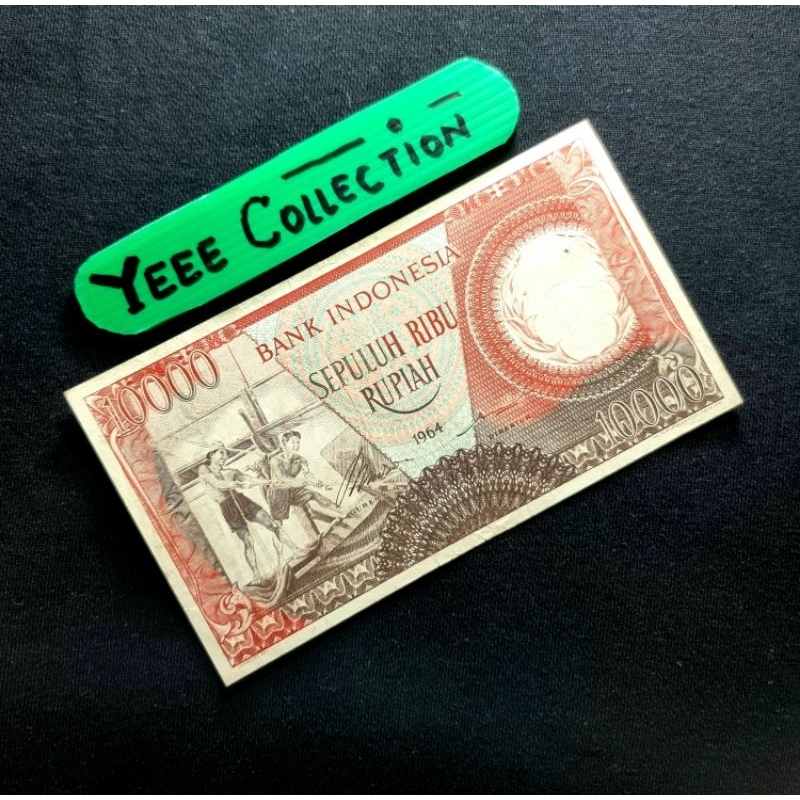 YEEE COLLECTION
10000
BANK INDONESIA
SEPULUH RIBU
RUPIAH
1964
10000